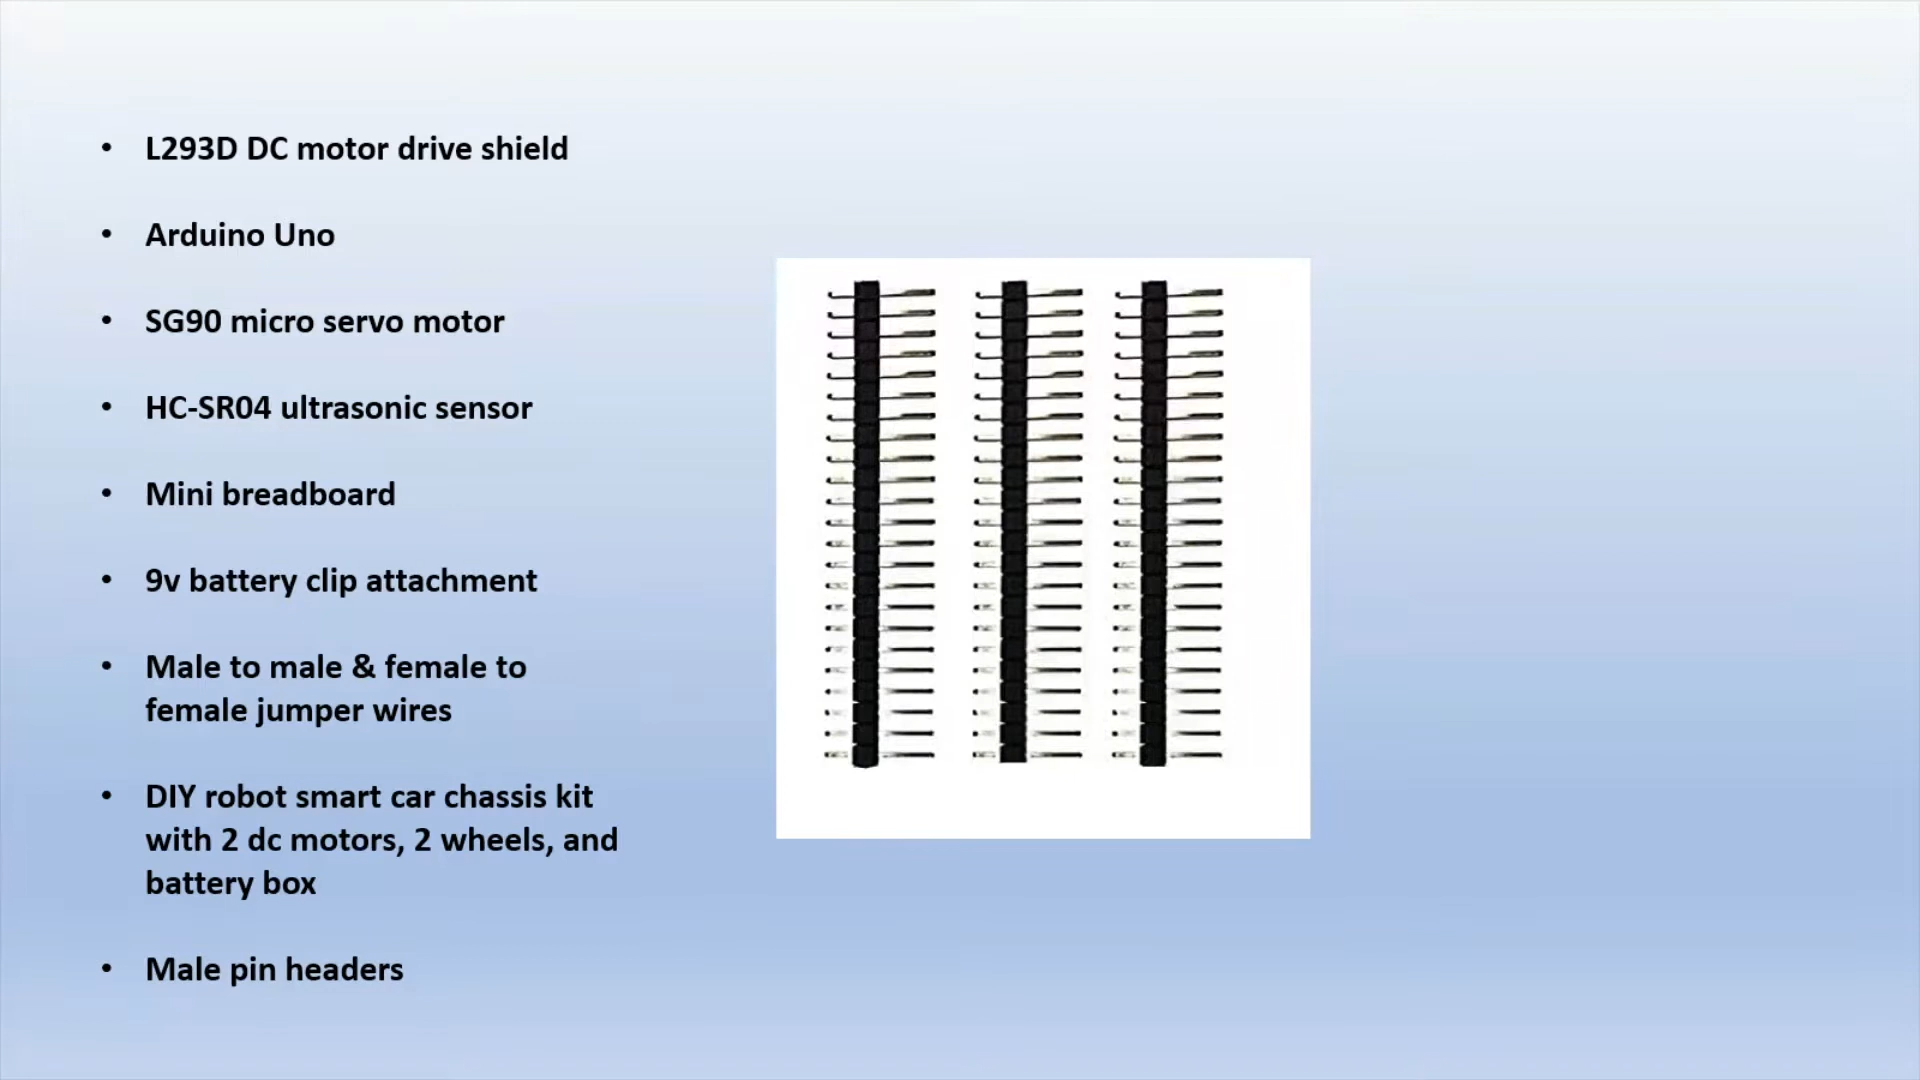 • L293D DC motor drive shield
• Arduino Uno
• SG90 micro servo motor
• HC-SR04 ultrasonic sensor
• Mini breadboard
• 9v battery clip attachment
• Male to male & female to
female jumper wires
• DIY robot smart car chassis kit
with 2 dc motors, 2 wheels, and
battery box
• Male pin headers